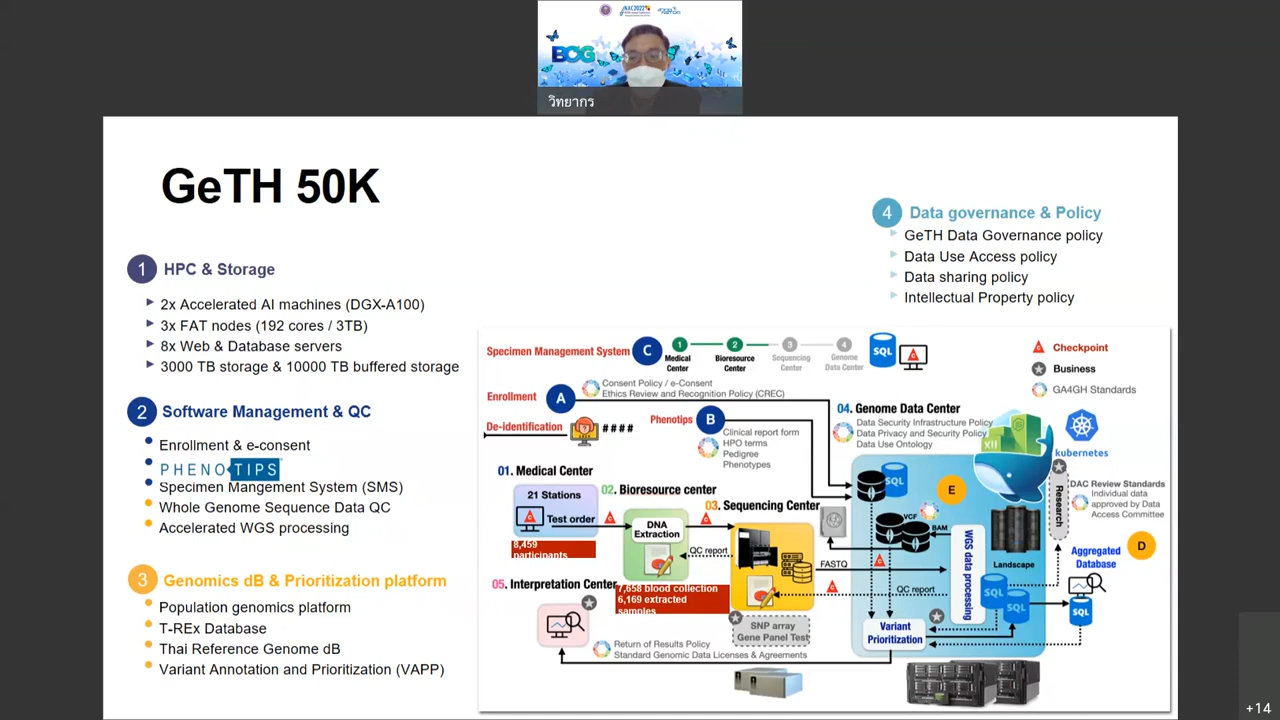 NAC2022
BCG
วิทยากร
GeTH 50K
1 HPC & Storage
2x Accelerated AI machines (DGX-A100)
3x FAT nodes (192 cores / 3TB)
8x Web & Database servers
3000 TB storage & 10000 TB buffered storage
2 Software Management & QC
Enrollment & e-consent
PHENOTIPS
Specimen Mangement System (SMS)
Whole Genome Sequence Data QC
Accelerated WGS processing
3 Genomics dB & Prioritization platform
Population genomics platform
T-REx Database
Thai Reference Genome dB
Variant Annotation and Prioritization (VAPP)
4 Data governance & Policy
GeTH Data Governance policy
Data Use Access policy
Data sharing policy
Intellectual Property policy
Specimen Management System C
1 Medical Center
2 Bioresource Center
3 Sequencing Center
4 Genome Data Center
SQL
Checkpoint
Business
GA4GH Standards
Enrollment A
Consent Policy / e-Consent
Ethics Review and Recognition Policy (CREC)
De-identification
####
Phenotips B
Clinical report form
HPO terms
Pedigree
Phenotypes
04. Genome Data Center
Data Security Infrastructure Policy
Data Privacy and Security Policy
Data Use Ontology
XII
kubernetes
01. Medical Center
21 Stations
Test order
8,459
participants
02. Bioresource center
DNA
Extraction
QC report
7,658 blood collection
6,169 extracted
samples
03. Sequencing Center
SNP array
Gene Panel Test
FASTQ
QC report
SQL
E
VCF
BAM
WGS data processing
Landscape
SQL
SQL
Variant
Prioritization
Research
DAC Review Standards
Individual data
approved by Data
Access Committee
Aggregated
Database
D
SQL
05. Interpretation Center
Return of Results Policy
Standard Genomic Data Licenses & Agreements
+14